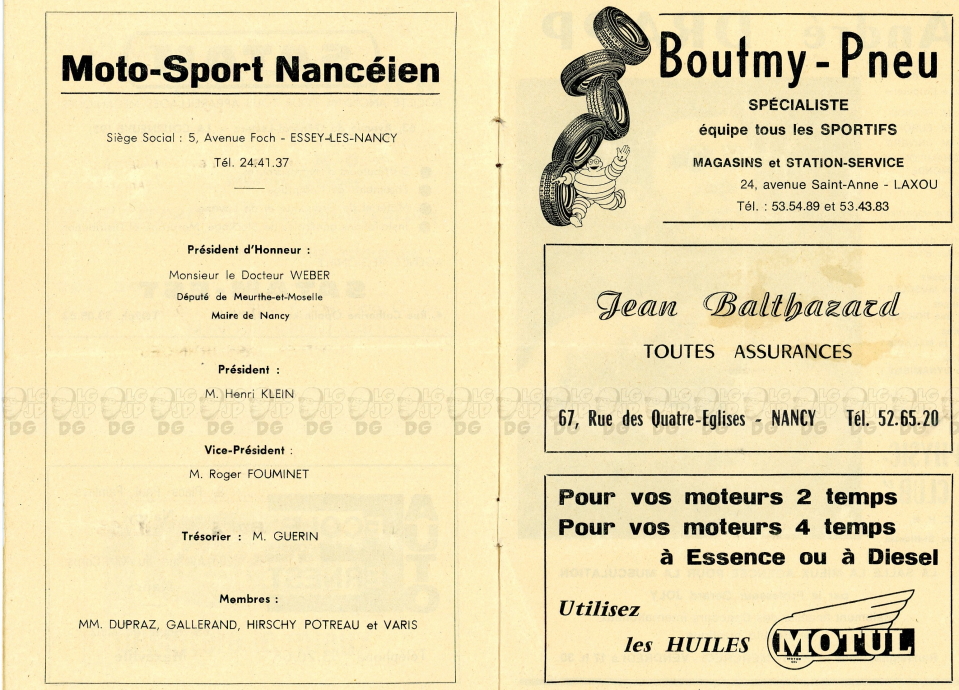 Moto-Sport Nancéien
Siège Social : 5, Avenue Foch - ESSEY-LES-NANCY
Tél. 24.41.37
Président d'Honneur :
Monsieur le Docteur WEBER
Député de Meurthe-et-Moselle
Maire de Nancy
Président :
M. Henri KLEIN
Vice-Président :
M. Roger FOUMINET
Trésorier : M. GUERIN
Membres :
MM. DUPRAZ, GALLERAND, HIRSCHY POTREAU et VARIS
Boutmy - Pneu
SPÉCIALISTE
équipe tous les SPORTIFS
MAGASINS et STATION-SERVICE
24, avenue Saint-Anne - LAXOU
Tél. : 53.54.89 et 53.43.83
Jean Balthazard
TOUTES ASSURANCES
67, Rue des Quatre-Eglises - NANCY Tél. 52.65.20
Pour vos moteurs 2 temps
Pour vos moteurs 4 temps
à Essence ou à Diesel
Utilisez
les HUILES MOTUL